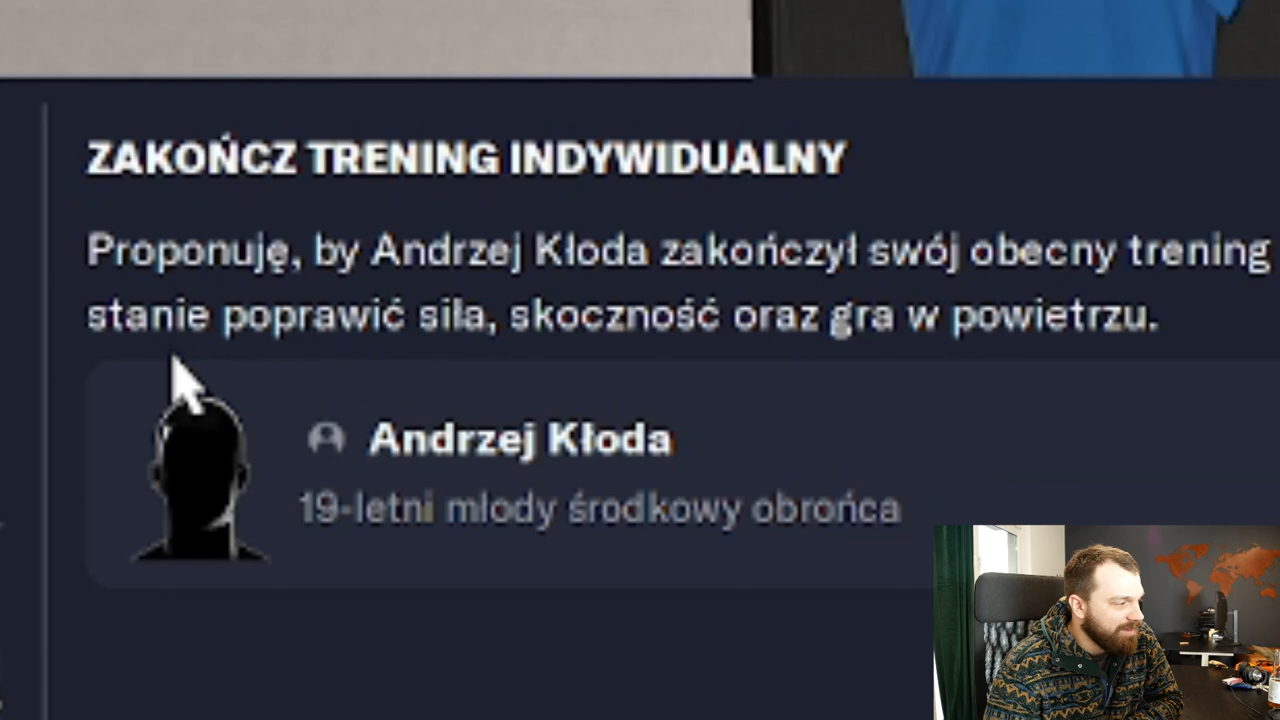 ZAKOŃCZ TRENING INDYWIDUALNY
Proponuję, by Andrzej Kłoda zakończył swój obecny trening
stanie poprawić siła, skoczność oraz gra w powietrzu.
Andrzej Kłoda
19-letni młody środkowy obrońca